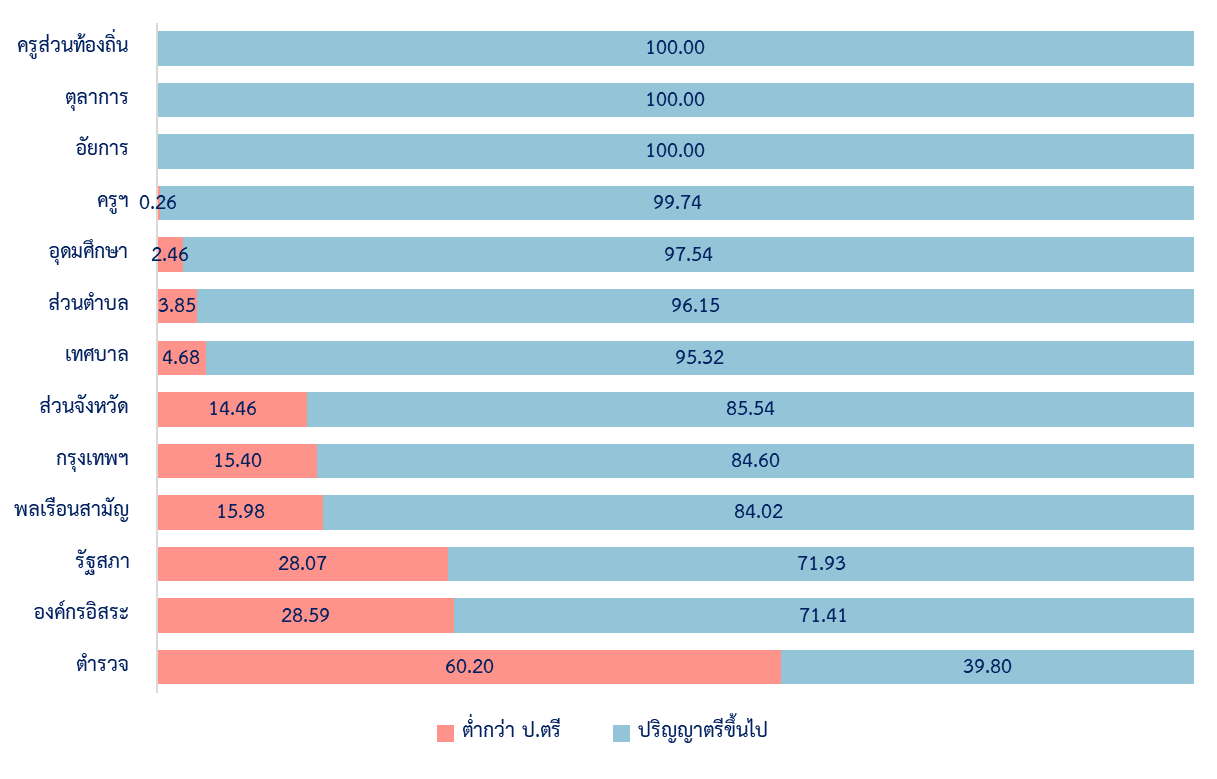 ครูส่วนท้องถิ่น 100.00
ตุลาการ 100.00
อัยการ 100.00
ครูฯ 0.26 99.74
อุดมศึกษา 2.46 97.54
ส่วนตำบล 3.85 96.15
เทศบาล 4.68 95.32
ส่วนจังหวัด 14.46 85.54
กรุงเทพฯ 15.40 84.60
พลเรือนสามัญ 15.98 84.02
รัฐสภา 28.07 71.93
องค์กรอิสระ 28.59 71.41
ตำรวจ 60.20 39.80
ต่ำกว่า ป.ตรี ปริญญาตรีขึ้นไป